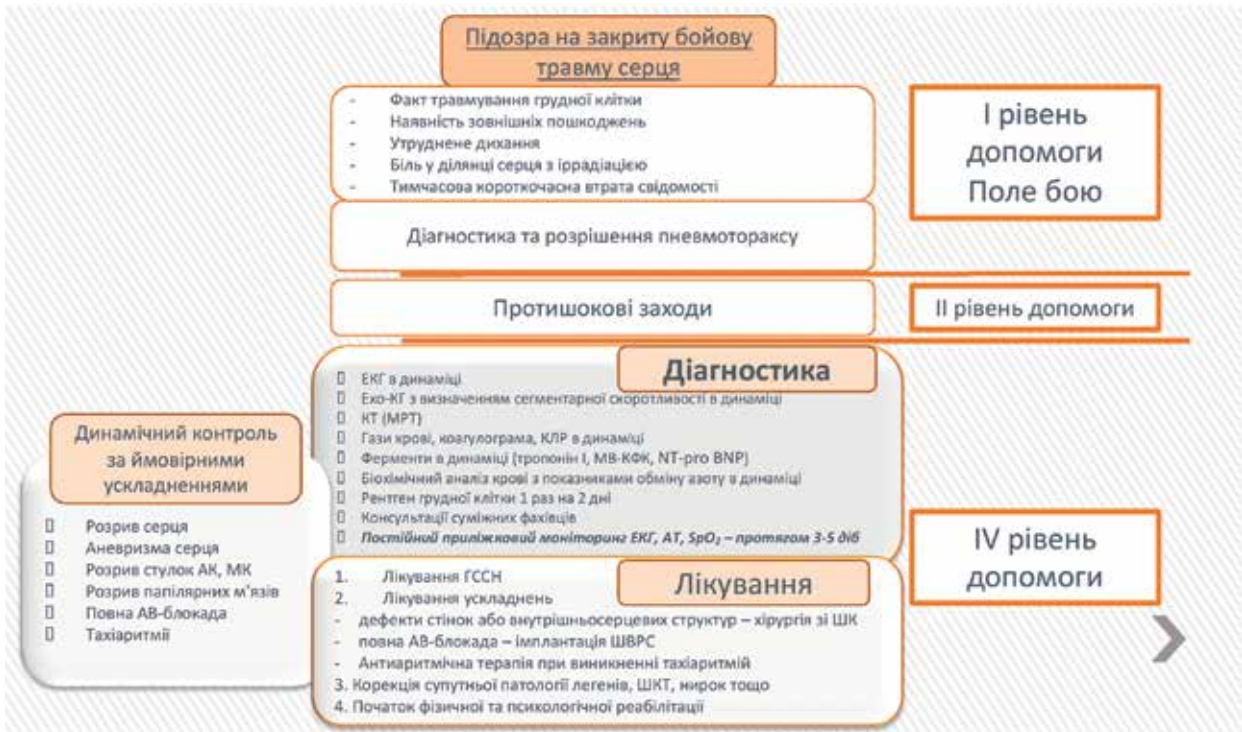 Підозра на закриту бойову
травму серця
- Факт травмування грудної клітки
- Наявність зовнішніх пошкоджень
- Утруднене дихання
- Біль у ділянці серця з іррадіацією
- Тимчасова короткочасна втрата свідомості
І рівень
допомоги
Поле бою
Діагностика та розрішення пневмотораксу
Протишокові заходи
ІІ рівень допомоги
Діагностика
ЕКГ в динаміці
Ехо-КГ з визначенням сегментарної скоротливості в динаміці
КТ (МРТ)
Гази крові, коагулограма, КЛР в динаміці
Ферменти в динаміці (тропонін І, МВ-КФК, NT-pro BNP)
Біохімічний аналіз крові з показниками обміну азоту в динаміці
Рентген грудної клітки 1 раз на 2 дні
Консультації суміжних фахівців
Постійний приліжковий моніторинг ЕКГ, АТ, SpO₂ – протягом 3-5 діб
Динамічний контроль
за ймовірними
ускладненнями
Розрив серця
Аневризма серця
Розрив стулок АК, МК
Розрив папілярних м'язів
Повна АВ-блокада
Тахіаритмії
IV рівень
допомоги
Лікування
1. Лікування ГССН
2. Лікування ускладнень
- дефекти стінок або внутрішньосерцевих структур – хірургія зі ШК
- повна АВ-блокада – імплантація ШВРС
- Антиаритмічна терапія при виникненні тахіаритмій
3. Корекція супутньої патології легенів, ШКТ, нирок тощо
4. Початок фізичної та психологічної реабілітації